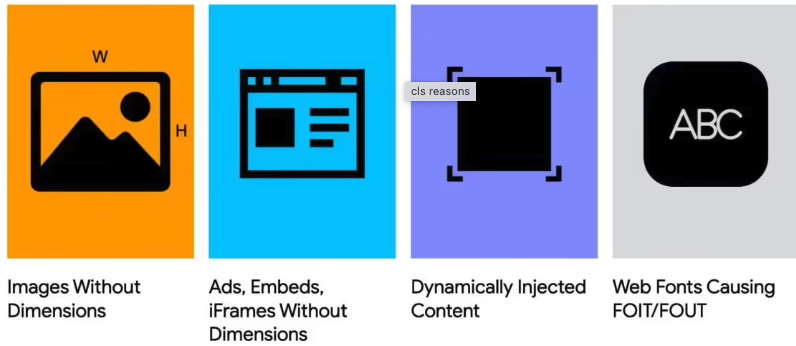 W
H
cls reasons
ABC
Images Without
Dimensions
Ads, Embeds,
iFrames Without
Dimensions
Dynamically Injected
Content
Web Fonts Causing
FOIT/FOUT